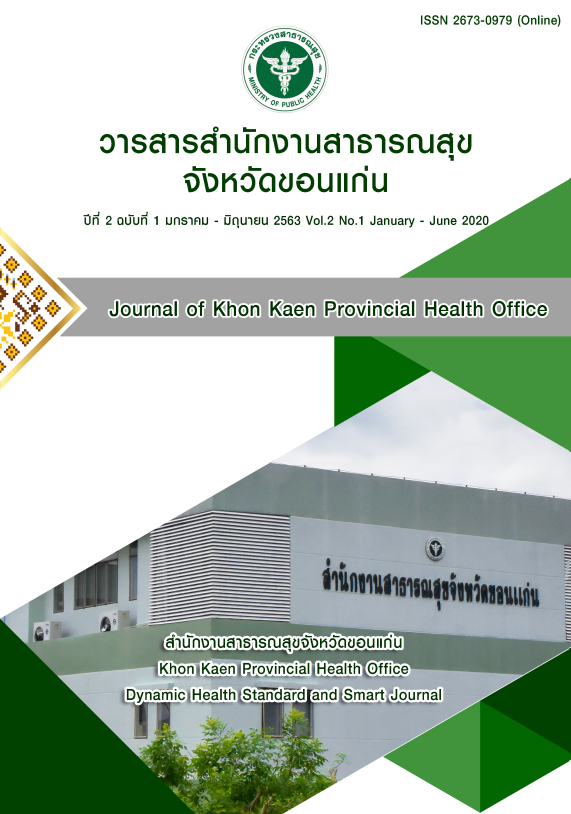 ISSN 2673-0979 (Online)
กระทรวงสาธารณสุข
MINISTRY OF PUBLIC HEALTH
วารสารสำนักงานสาธารณสุข
จังหวัดขอนแก่น
ปีที่ 2 ฉบับที่ 1 มกราคม - มิถุนายน 2563 Vol.2 No.1 January - June 2020
Journal of Khon Kaen Provincial Health Office
สำนักงานสาธารณสุขจังหวัดขอนแก่น
สำนักงานสาธารณสุขจังหวัดขอนแก่น
Khon Kaen Provincial Health Office
Dynamic Health Standard and Smart Journal